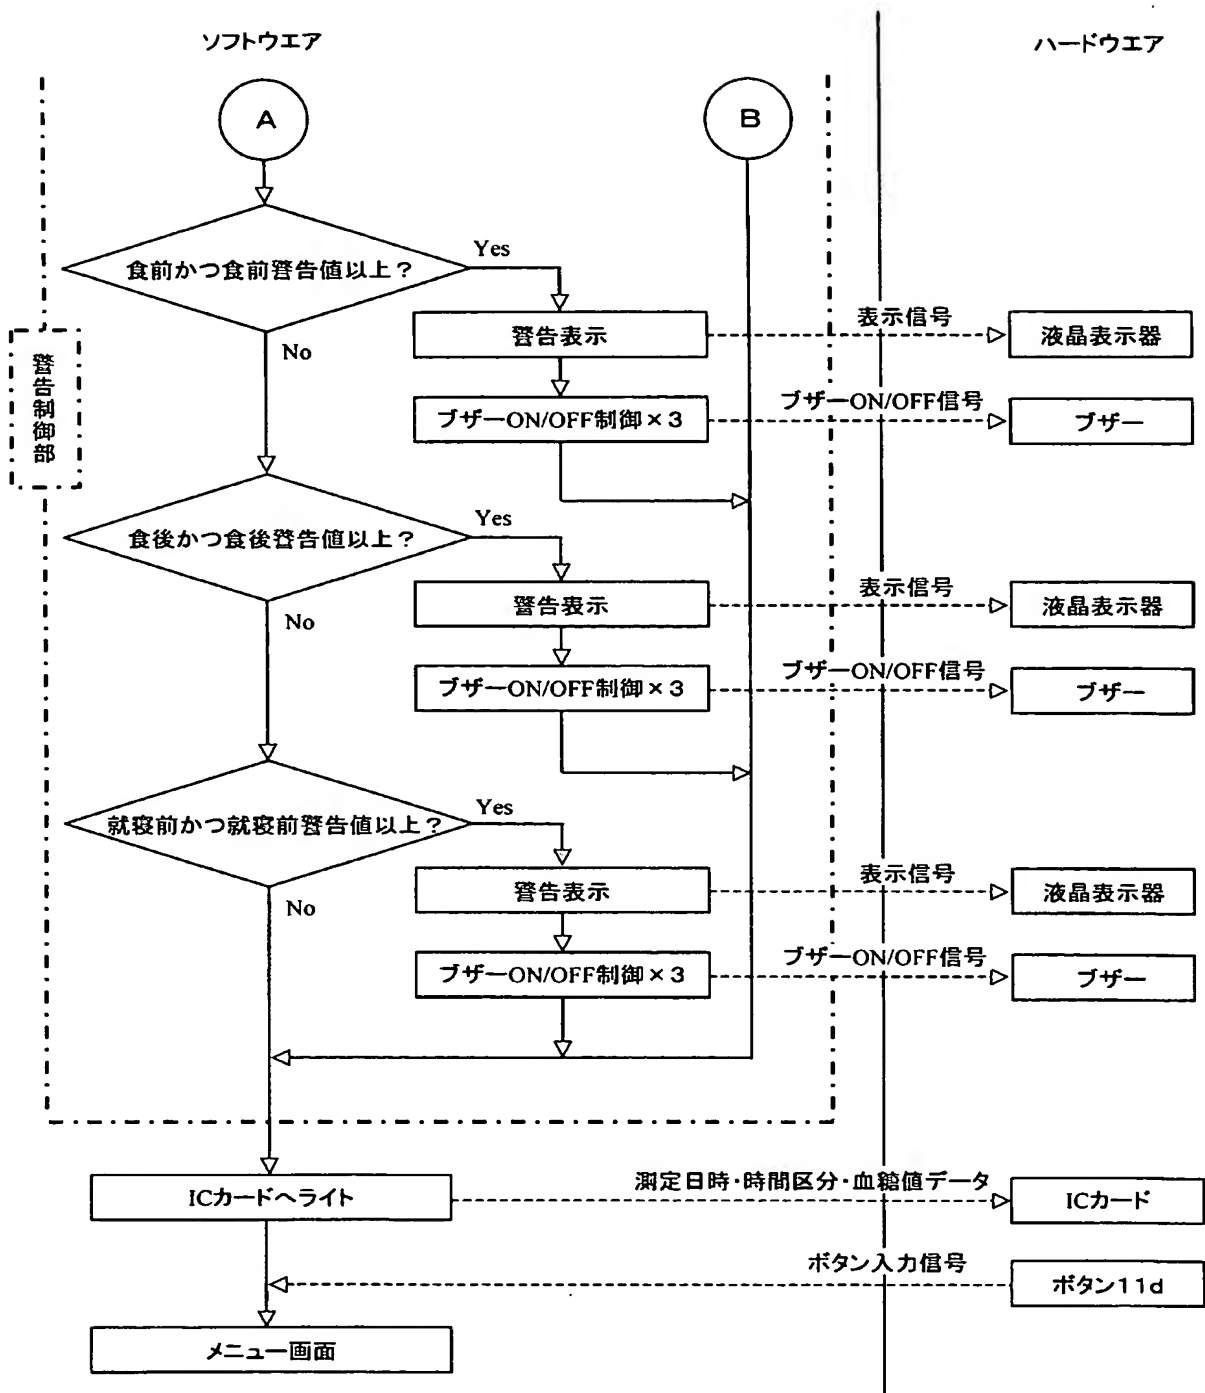 ソフトウエア
ハードウエア
A
B
食前かつ食前警告値以上？
Yes
No
警告表示
表示信号
液晶表示器
警告制御部
ブザーON/OFF制御×3
ブザーON/OFF信号
ブザー
食後かつ食後警告値以上？
Yes
No
警告表示
表示信号
液晶表示器
ブザーON/OFF制御×3
ブザーON/OFF信号
ブザー
就寝前かつ就寝前警告値以上？
Yes
No
警告表示
表示信号
液晶表示器
ブザーON/OFF制御×3
ブザーON/OFF信号
ブザー
ICカードへライト
測定日時・時間区分・血糖値データ
ICカード
ボタン入力信号
ボタン11d
メニュー画面